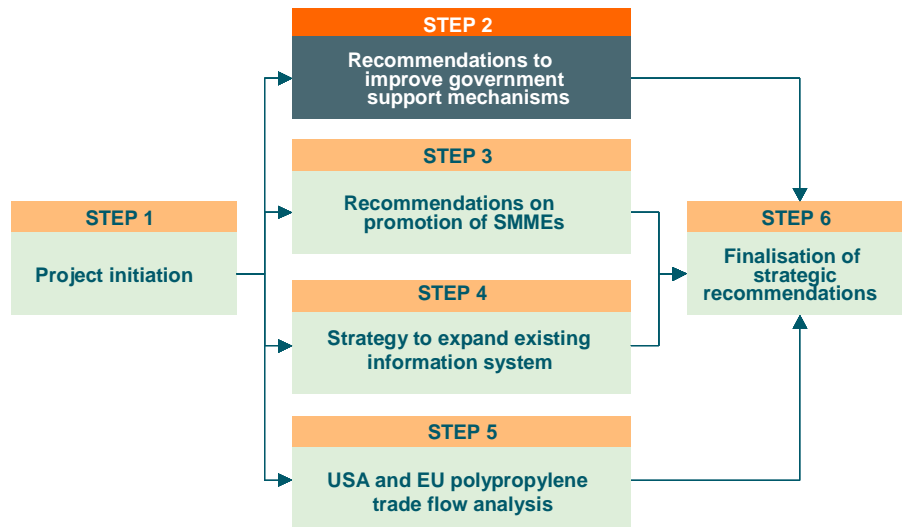 STEP 2
Recommendations to
improve government
support mechanisms
STEP 3
Recommendations on
promotion of SMMEs
STEP 1
Project initiation
STEP 6
Finalisation of
strategic
recommendations
STEP 4
Strategy to expand existing
information system
STEP 5
USA and EU polypropylene
trade flow analysis